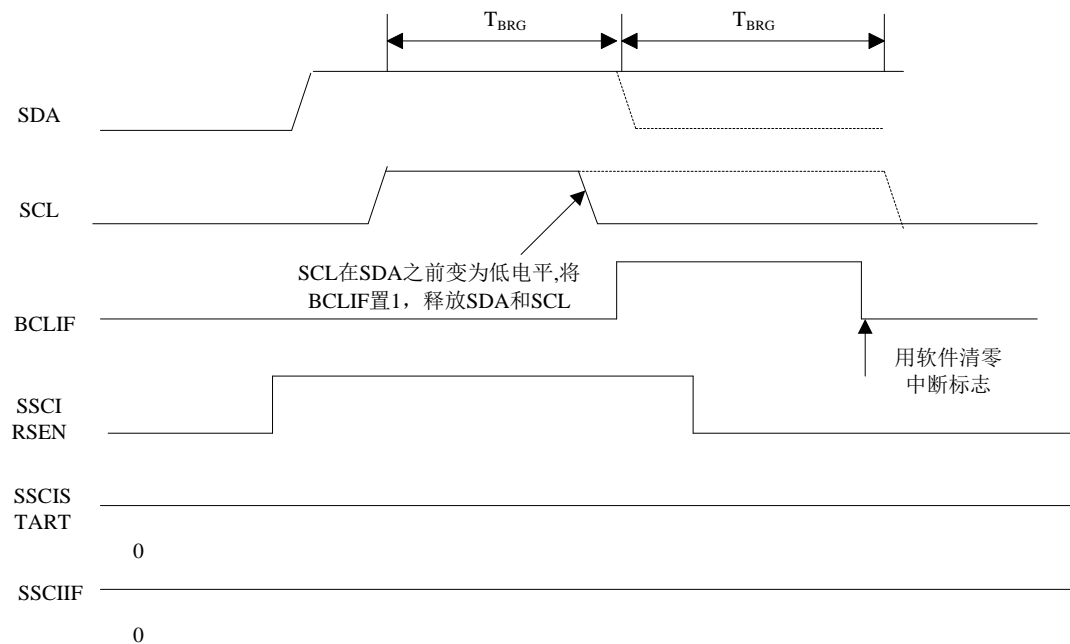 T_BRG T_BRG
SDA
SCL
SCL在SDA之前变为低电平,将
BCLIF置1，释放SDA和SCL
BCLIF
用软件清零
中断标志
SSCI
RSEN
SSCIS
TART
0
SSCIIF
0